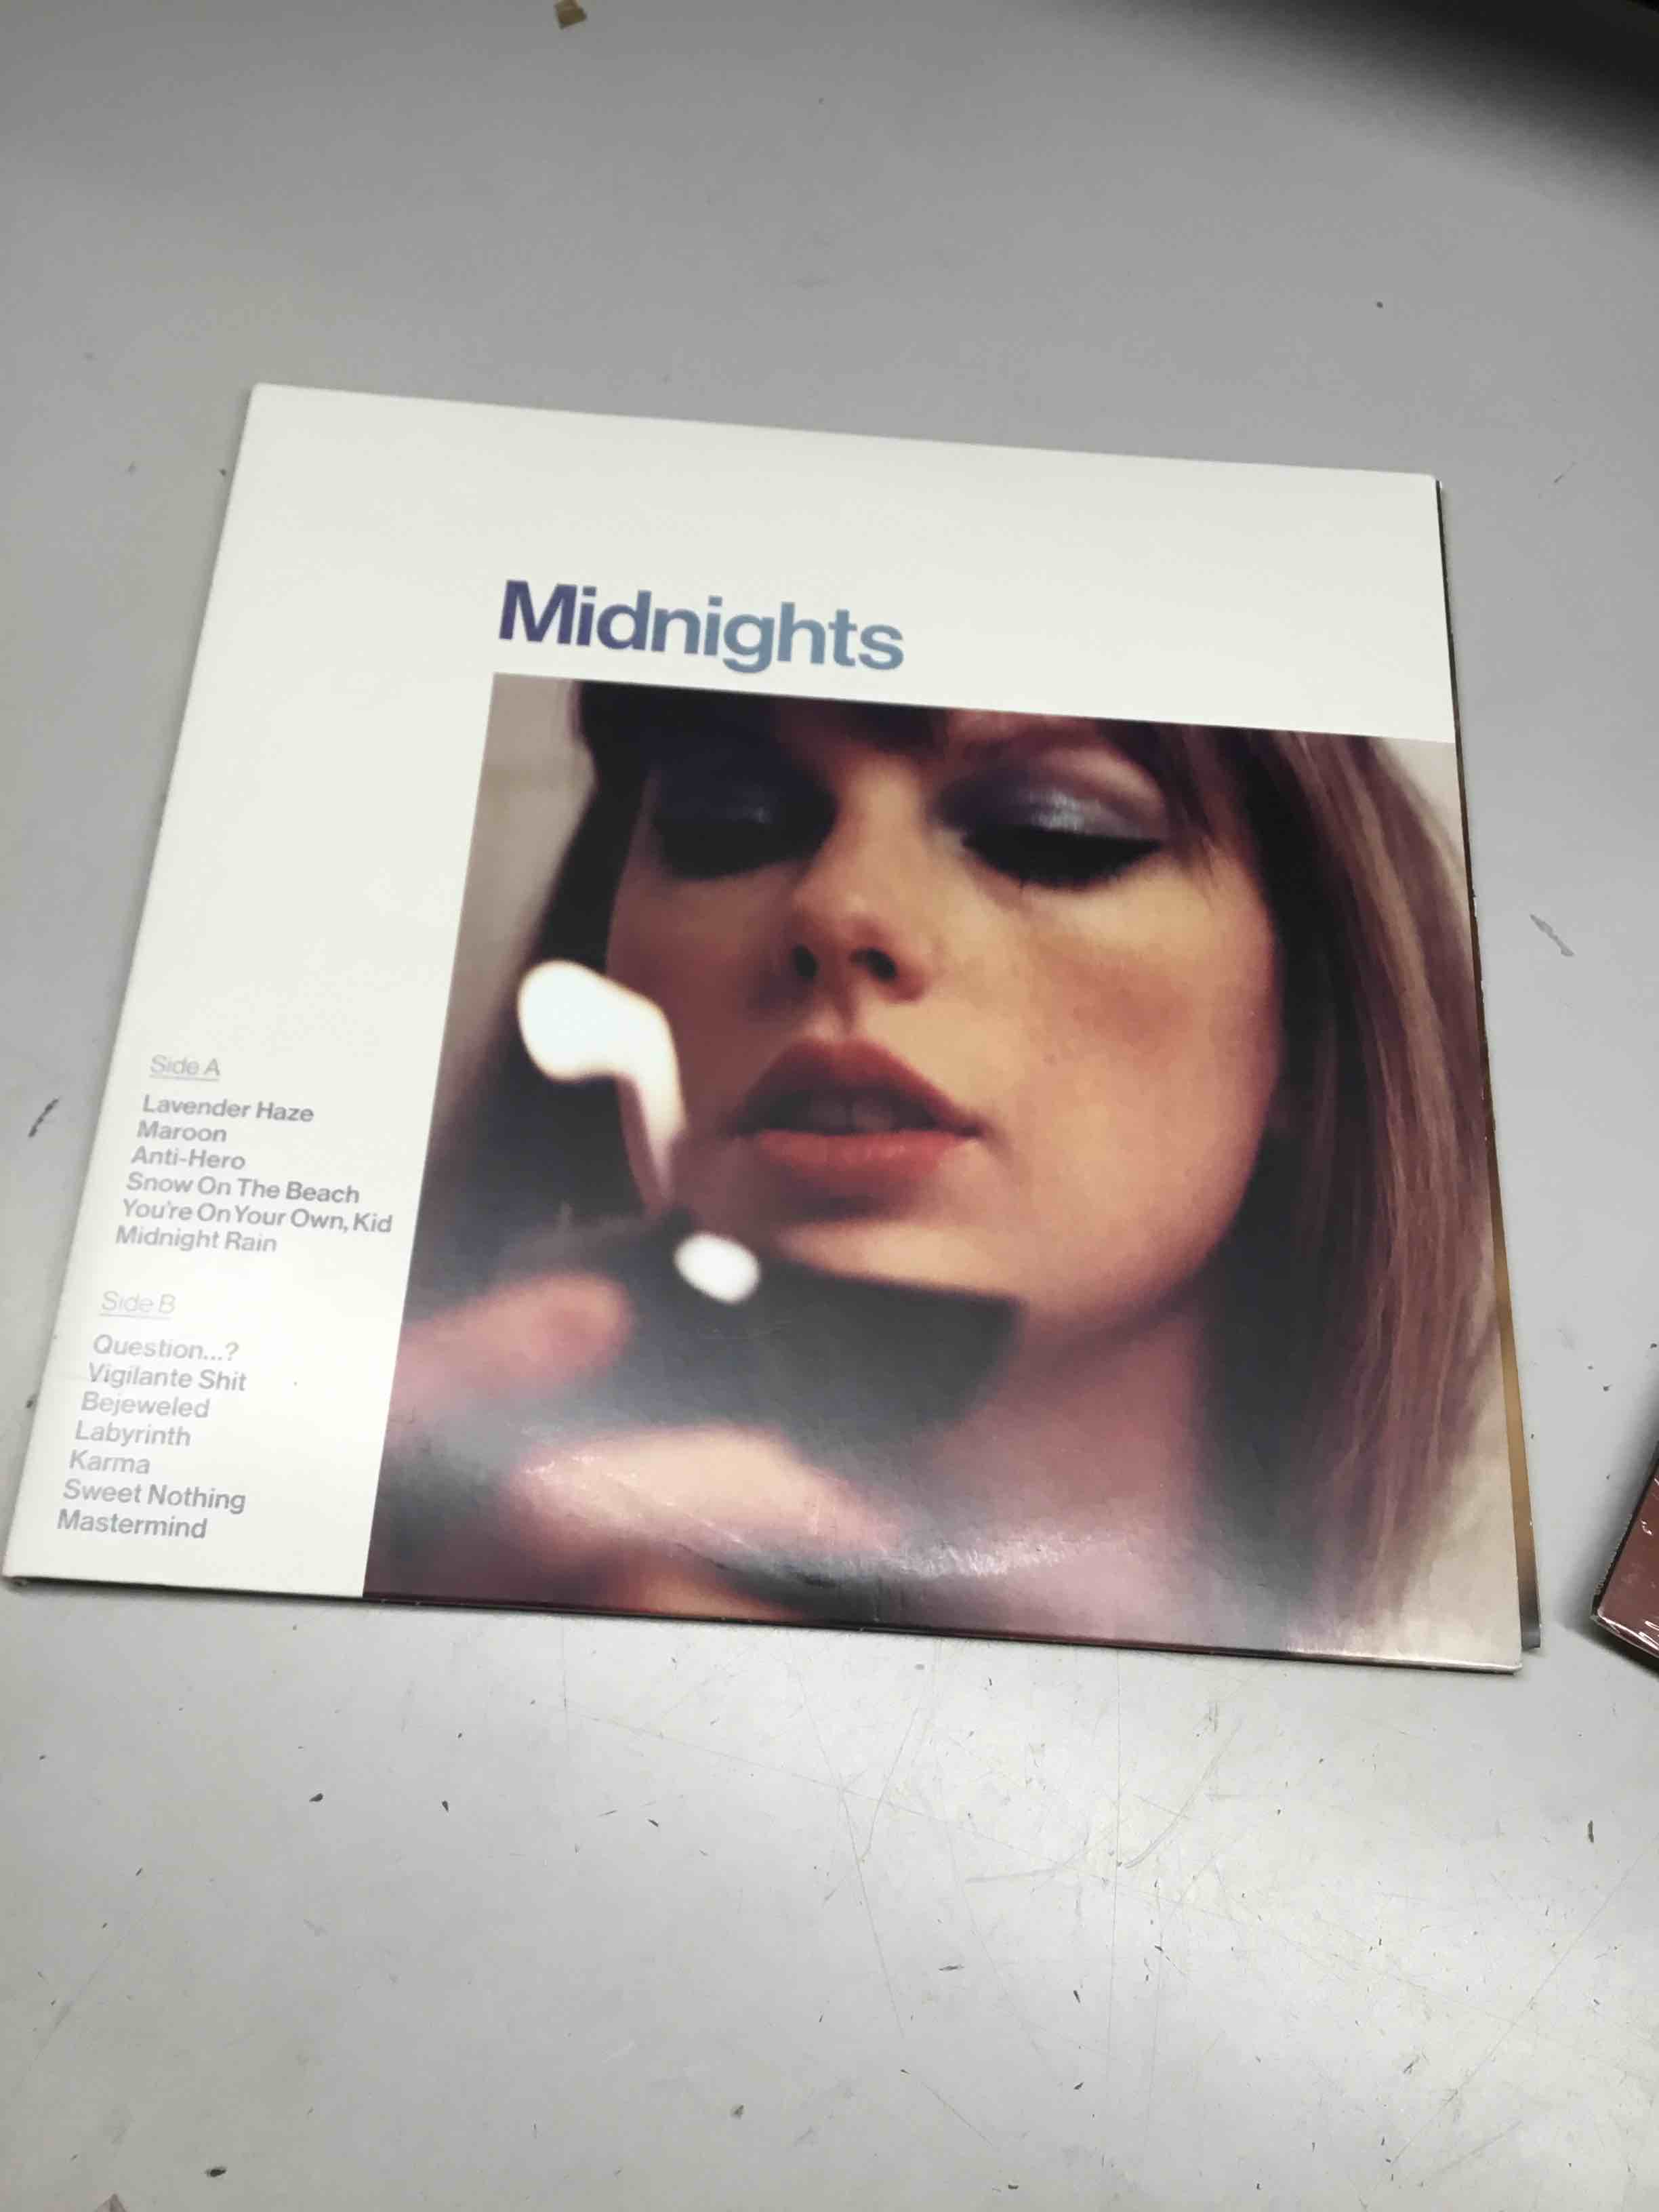 Midnights
Side A
Lavender Haze
Maroon
Anti-Hero
Snow On The Beach
You're On Your Own, Kid
Midnight Rain
Side B
Question...?
Vigilante Shit
Bejeweled
Labyrinth
Karma
Sweet Nothing
Mastermind